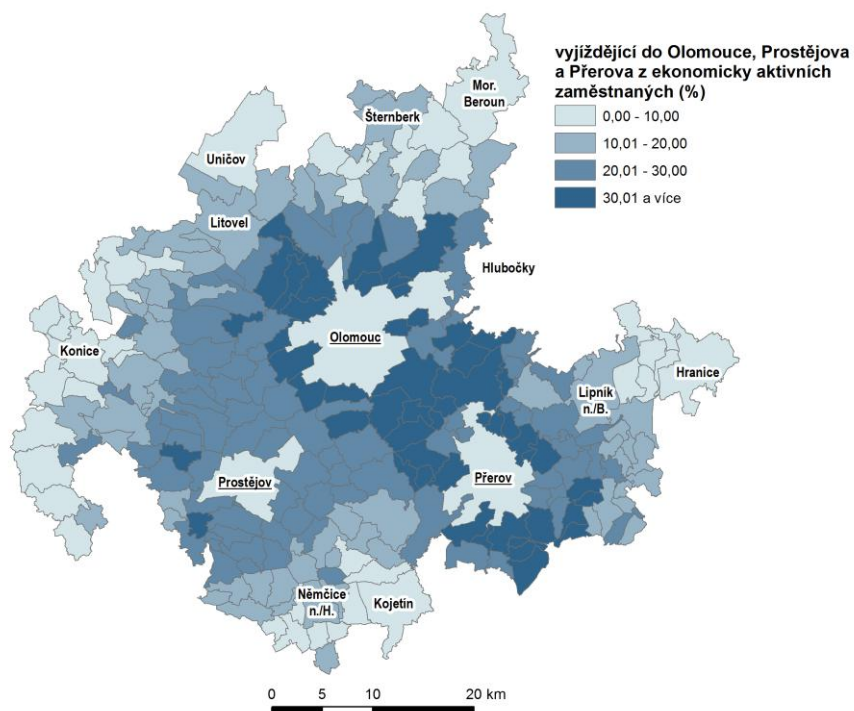 vyjíždějící do Olomouce, Prostějova
a Přerova z ekonomicky aktivních
zaměstnaných (%)
0,00 - 10,00
10,01 - 20,00
20,01 - 30,00
30,01 a více
Mor.
Beroun
Šternberk
Uničov
Litovel
Hlubočky
Olomouc
Konice
Hranice
Lipník
n./B.
Prostějov
Přerov
Němčice
n./H.
Kojetín
0 5 10 20 km